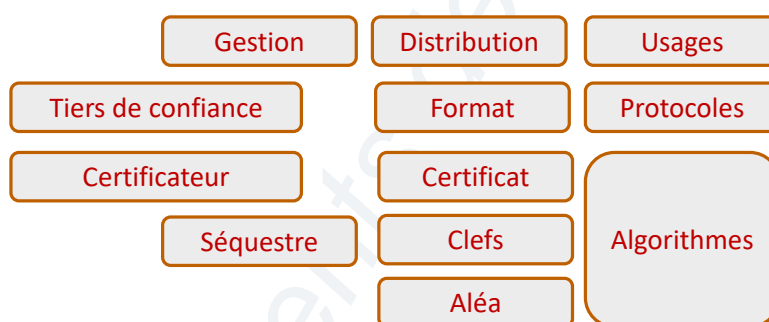 Gestion
Distribution
Usages
Tiers de confiance
Format
Protocoles
Certificateur
Certificat
Séquestre
Clefs
Algorithmes
Aléa